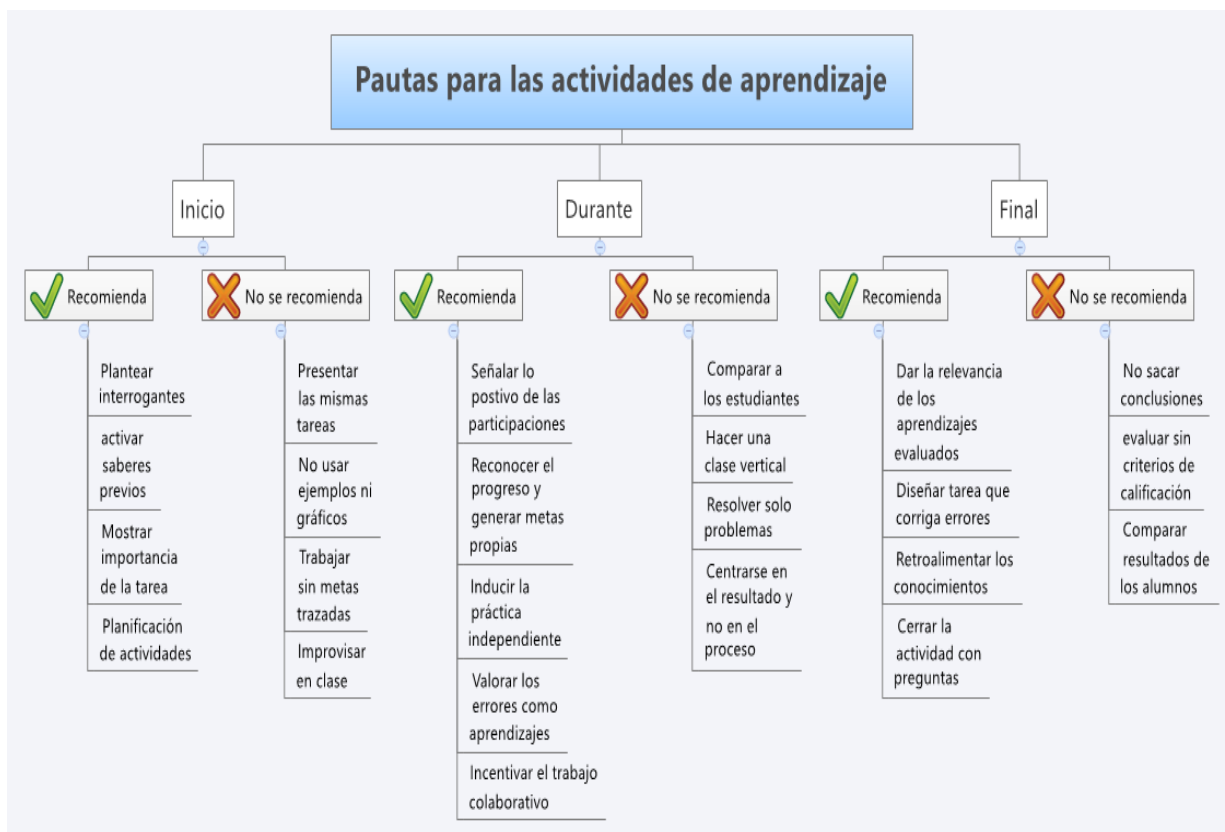 Pautas para las actividades de aprendizaje
Inicio
Recomienda
Plantear
interrogantes
activar
saberes
previos
Mostrar
importancia
de la tarea
Planificación
de actividades
No se recomienda
Presentar
las mismas
tareas
No usar
ejemplos ni
gráficos
Trabajar
sin metas
trazadas
Improvisar
en clase
Durante
Recomienda
Señalar lo
postivo de las
participaciones
Reconocer el
progreso y
generar metas
propias
Inducir la
práctica
independiente
Valorar los
errores como
aprendizajes
Incentivar el trabajo
colaborativo
No se recomienda
Comparar a
los estudiantes
Hacer una
clase vertical
Resolver solo
problemas
Centrarse en
el resultado y
no en el
proceso
Final
Recomienda
Dar la relevancia
de los
aprendizajes
evaluados
Diseñar tarea que
corriga errores
Retroalimentar los
conocimientos
Cerrar la
actividad con
preguntas
No se recomienda
No sacar
conclusiones
evaluar sin
criterios de
calificación
Comparar
resultados de
los alumnos